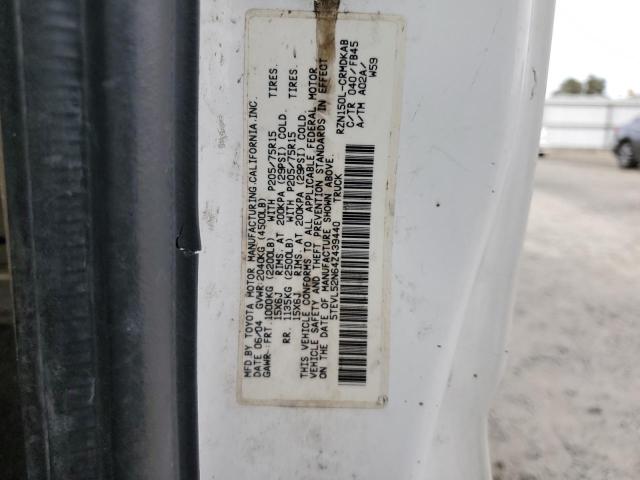 MFD BY TOYOTA MOTOR MANUFACTURING.CALIFORNIA.INC.
DATE 06/04 GVWR:2040KG (4500LB)
GAWR- FRT.1000KG (2200LB) WITH P205/75R15 TIRES.
15X6J RIMS. AT 200KPA (29PSI) COLD.
RR. 1135KG (2500LB) WITH P205/75R15 TIRES.
15X6J RIMS. AT 200KPA (29PSI) COLD.
THIS VEHICLE CONFORMS TO ALL APPLICABLE FEDERAL MOTOR
VEHICLE SAFETY AND THEFT PREVENTION STANDARDS IN EFFECT
ON THE DATE OF MANUFACTURE SHOWN ABOVE.
5TEVL52N64Z439440 TRUCK
RZN150L-CRMDKAB
C/TR 040/FB45
A/TM A02A/
W59